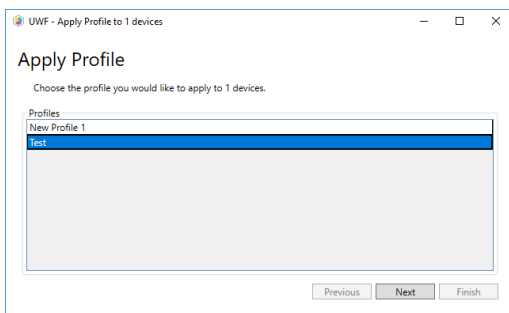 UWF - Apply Profile to 1 devices
Apply Profile
Choose the profile you would like to apply to 1 devices.
Profiles
New Profile 1
Test
Previous Next Finish